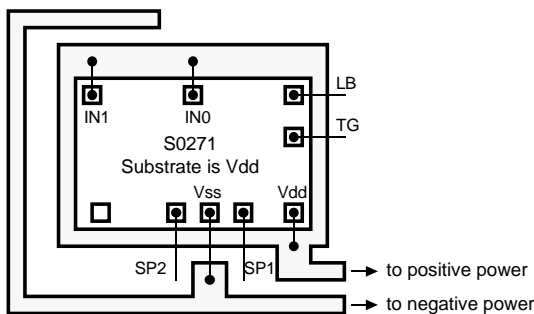 LB
IN1 IN0
TG
S0271
Substrate is Vdd
Vss Vdd
SP2 SP1
to positive power
to negative power